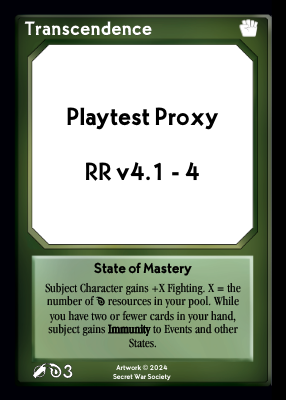 Transcendence
Playtest Proxy
RR v4.1 - 4
State of Mastery
Subject Character gains +X Fighting. X = the
number of resources in your pool. While
you have two or fewer cards in your hand,
subject gains Immunity to Events and other
States.
3
Artwork © 2024
Secret War Society